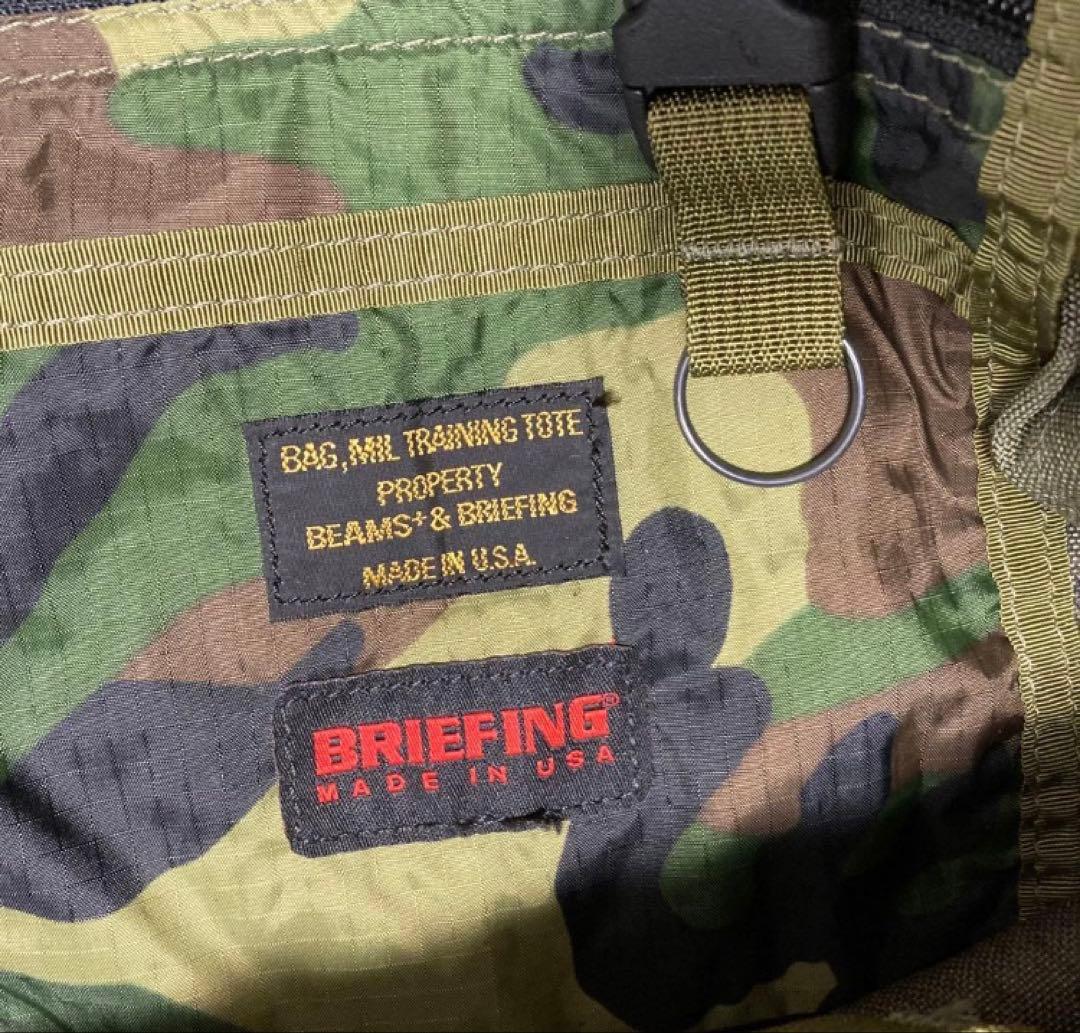 BAG, MIL TRAINING TOTE
PROPERTY
BEAMS+ & BRIEFING
MADE IN U.S.A.
BRIEFING®
MADE IN USA